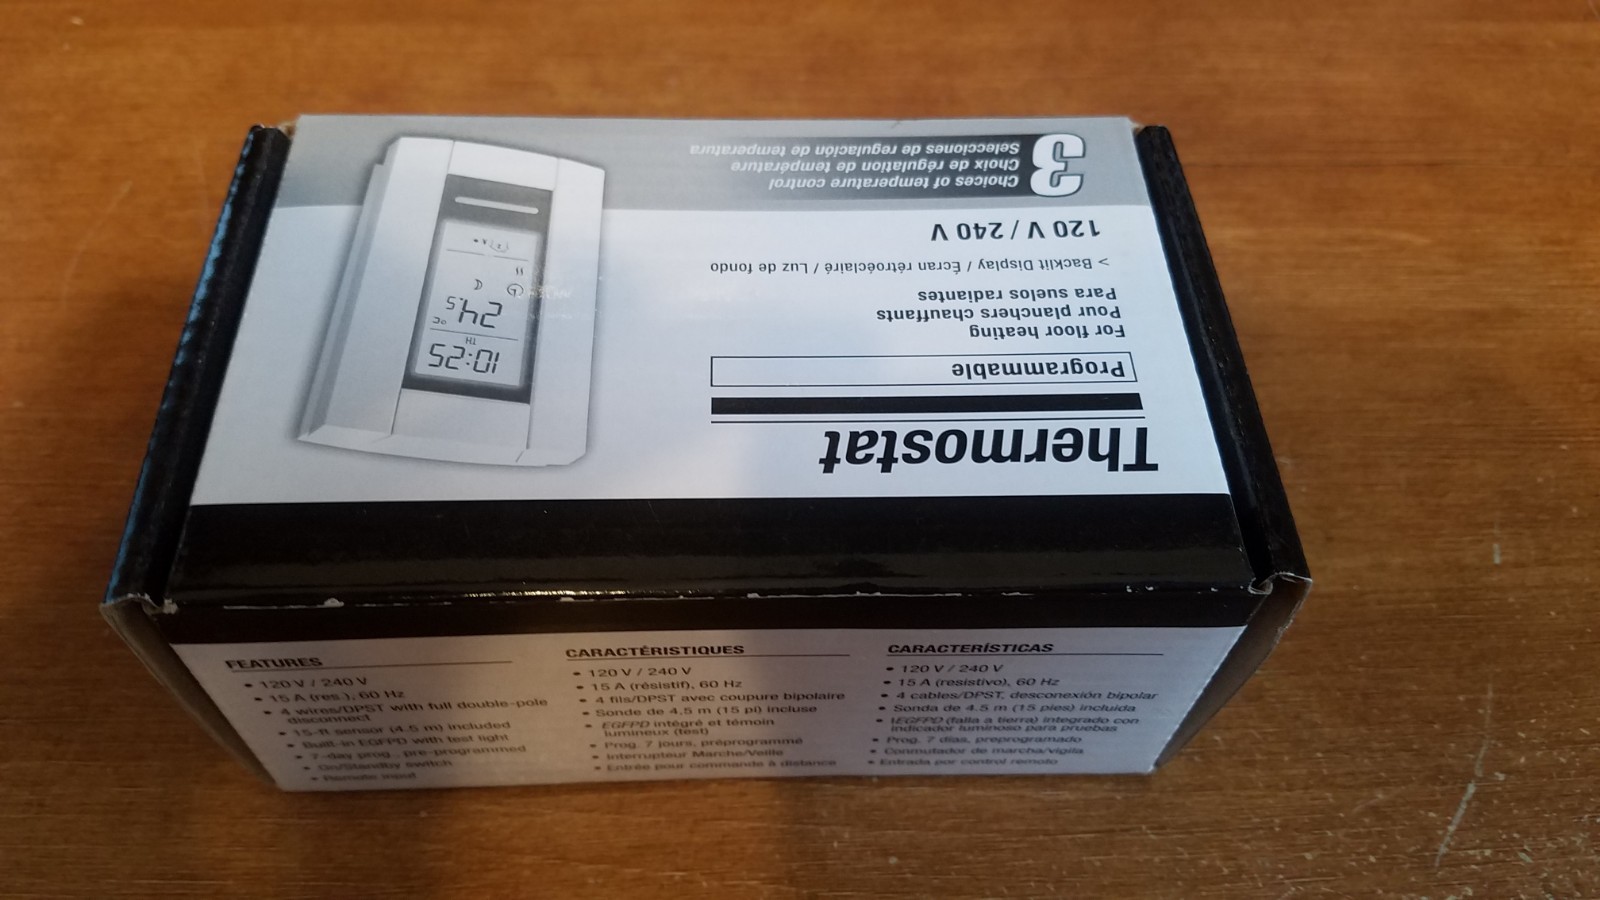 Thermostat
Programmable
For floor heating
Pour planchers chauffants
Para suelos radiantes
> Backlit Display / Écran rétroéclairé / Luz de fondo
120 V / 240 V
3
Choices of temperature control
Choix de régulation de température
Selecciones de regulación de temperatura
10:25
TH
24.5 °C
FEATURES
• 120 V / 240 V
• 15 A (res.), 60 Hz
• 4 wires/DPST with full double-pole
disconnect
• 15-ft sensor (4.5 m) included
• Built-in EGFPD with test light
• 7-day prog., pre-programmed
• On/Standby switch
• Remote input
CARACTÉRISTIQUES
• 120 V / 240 V
• 15 A (résistif), 60 Hz
• 4 fils/DPST avec coupure bipolaire
• Sonde de 4,5 m (15 pi) incluse
• EGFPD intégré et témoin
lumineux (test)
• Prog. 7 jours, préprogrammé
• Interrupteur Marche/Veille
• Entrée pour commande à distance
CARACTERÍSTICAS
• 120 V / 240 V
• 15 A (resistivo), 60 Hz
• 4 cables/DPST, desconexión bipolar
• Sonda de 4.5 m (15 pies) incluida
• EGFPD (falla a tierra) integrado con
indicador luminoso para pruebas
• Prog. 7 días, preprogramado
• Conmutador de marcha/vigila
• Entrada por control remoto